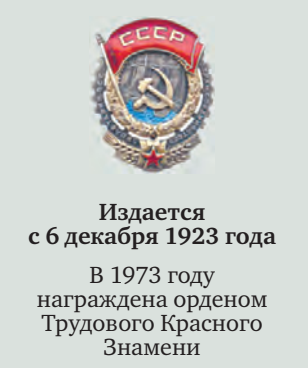 СССР
Издается
с 6 декабря 1923 года
В 1973 году
награждена орденом
Трудового Красного
Знамени